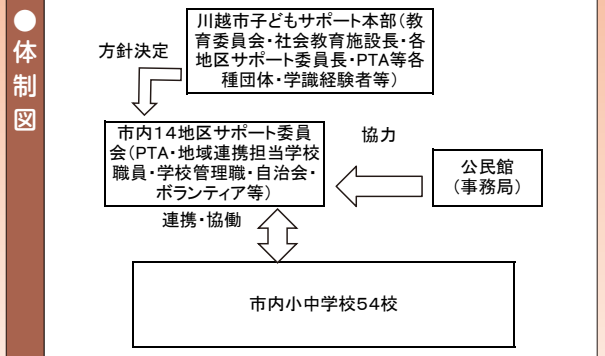 ●体制図
川越市子どもサポート本部（教
育委員会・社会教育施設長・各
地区サポート委員長・PTA等各
種団体・学識経験者等）
方針決定
市内14地区サポート委員
会（PTA・地域連携担当学校
職員・学校管理職・自治会・
ボランティア等）
協力
公民館
（事務局）
連携・協働
市内小中学校54校